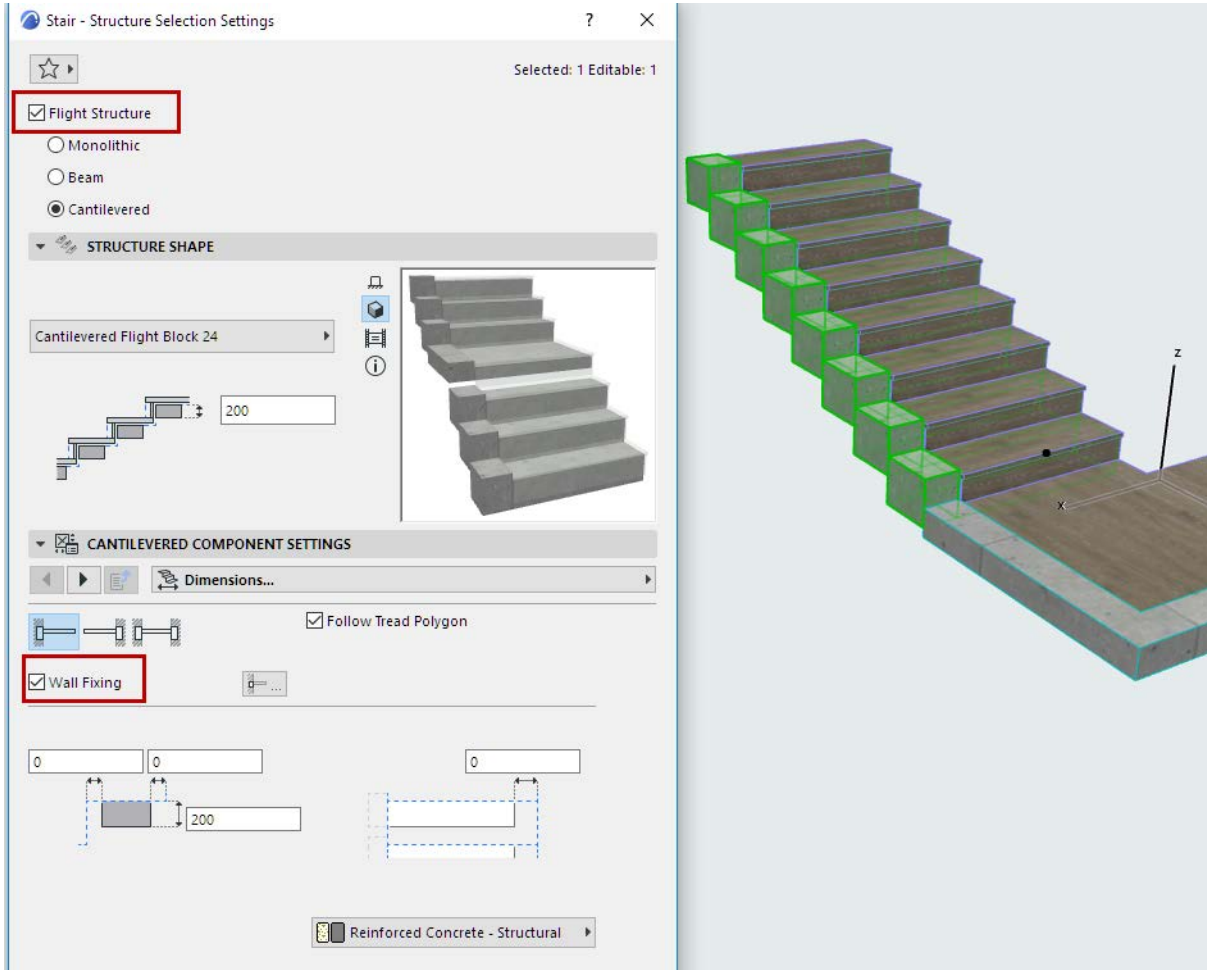 Stair - Structure Selection Settings ? X
Selected: 1 Editable: 1
Flight Structure
Monolithic
Beam
Cantilevered
STRUCTURE SHAPE
Cantilevered Flight Block 24
200
CANTILEVERED COMPONENT SETTINGS
Dimensions...
Follow Tread Polygon
Wall Fixing
...
0 0 0
200
Reinforced Concrete - Structural
z
x